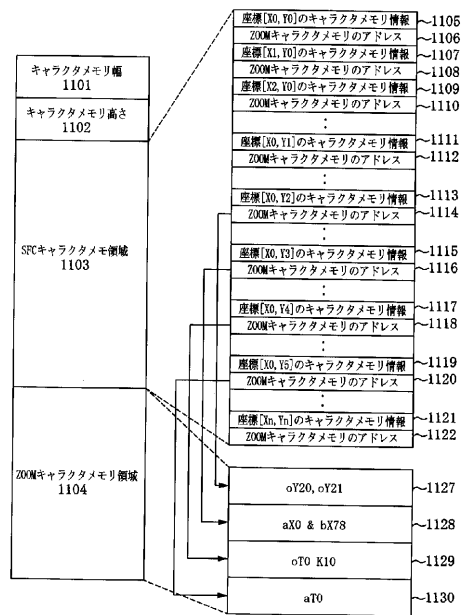 キャラクタメモリ幅
1101
キャラクタメモリ高さ
1102
SFCキャラクタメモ領域
1103
ZOOMキャラクタメモリ領域
1104
座標[X0,Y0]のキャラクタメモリ情報 1105
ZOOMキャラクタメモリのアドレス 1106
座標[X1,Y0]のキャラクタメモリ情報 1107
ZOOMキャラクタメモリのアドレス 1108
座標[X2,Y0]のキャラクタメモリ情報 1109
ZOOMキャラクタメモリのアドレス 1110
:
座標[X0,Y1]のキャラクタメモリ情報 1111
ZOOMキャラクタメモリのアドレス 1112
:
座標[X0,Y2]のキャラクタメモリ情報 1113
ZOOMキャラクタメモリのアドレス 1114
:
座標[X0,Y3]のキャラクタメモリ情報 1115
ZOOMキャラクタメモリのアドレス 1116
:
座標[X0,Y4]のキャラクタメモリ情報 1117
ZOOMキャラクタメモリのアドレス 1118
:
座標[X0,Y5]のキャラクタメモリ情報 1119
ZOOMキャラクタメモリのアドレス 1120
:
座標[Xn,Yn]のキャラクタメモリ情報 1121
ZOOMキャラクタメモリのアドレス 1122
oY20,oY21 1127
aX0 & bX78 1128
oT0 K10 1129
aT0 1130